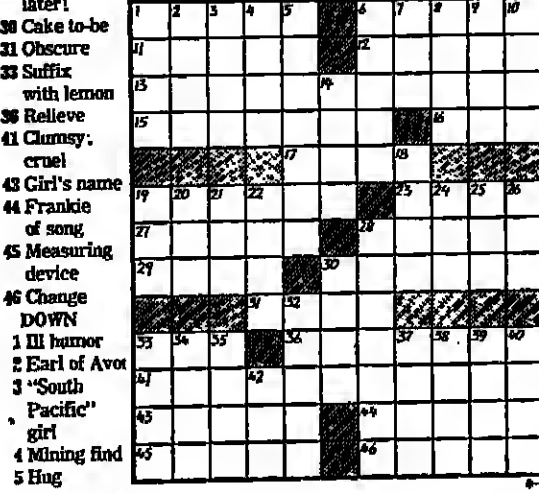 later!
30 Cake to-be
31 Obscure
33 Suffix
with lemon
36 Relieve
41 Clumsy;
cruel
43 Girl's name
44 Frankie
of song
45 Measuring
device
46 Change
DOWN
1 Ill humor
2 Earl of Avon
3 "South
Pacific"
girl
4 Mining find
5 Hug
1 2 3 4 5 6 7 8 9 10
11 12
13 14
15 16
17 18
19 20 21 22 23 24 25 26
27 28
29 30
31 32
33 34 35 36 37 38 39 40
41 42
43 44
45 46